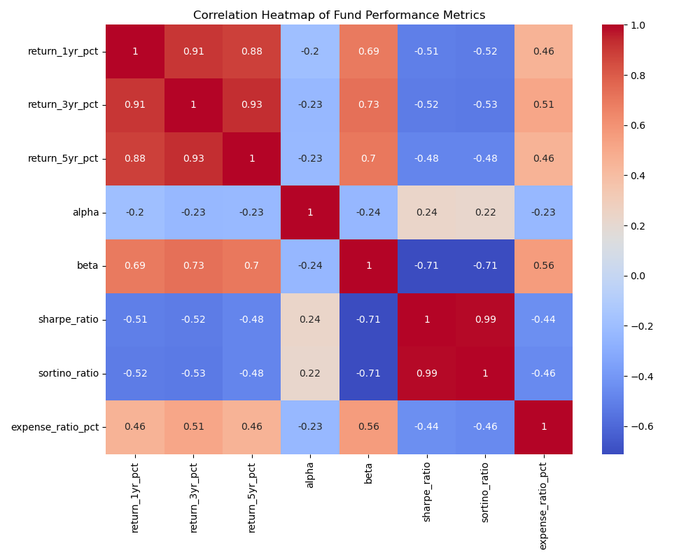 Correlation Heatmap of Fund Performance Metrics
return_1yr_pct 1 0.91 0.88 -0.2 0.69 -0.51 -0.52 0.46
return_3yr_pct 0.91 1 0.93 -0.23 0.73 -0.52 -0.53 0.51
return_5yr_pct 0.88 0.93 1 -0.23 0.7 -0.48 -0.48 0.46
alpha -0.2 -0.23 -0.23 1 -0.24 0.24 0.22 -0.23
beta 0.69 0.73 0.7 -0.24 1 -0.71 -0.71 0.56
sharpe_ratio -0.51 -0.52 -0.48 0.24 -0.71 1 0.99 -0.44
sortino_ratio -0.52 -0.53 -0.48 0.22 -0.71 0.99 1 -0.46
expense_ratio_pct 0.46 0.51 0.46 -0.23 0.56 -0.44 -0.46 1
return_1yr_pct
return_3yr_pct
return_5yr_pct
alpha
beta
sharpe_ratio
sortino_ratio
expense_ratio_pct
1.0
0.8
0.6
0.4
0.2
0.0
−0.2
−0.4
−0.6